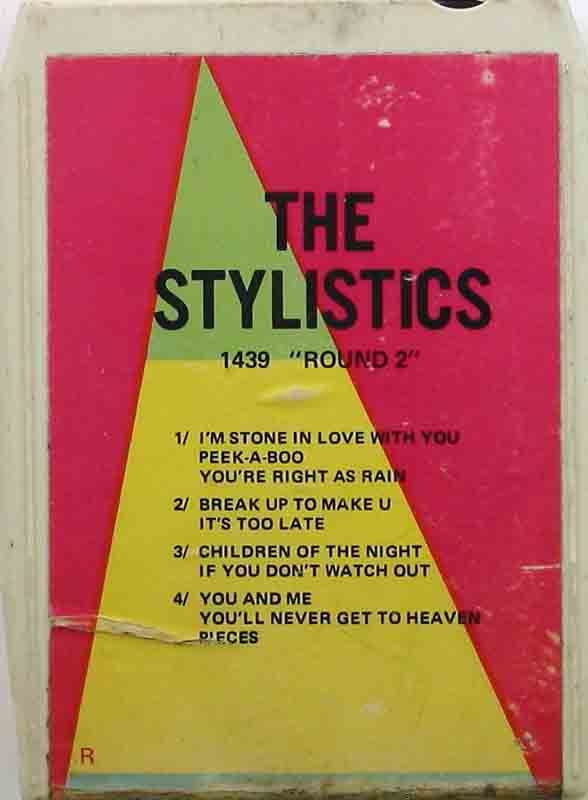 THE
STYLISTICS
1439 "ROUND 2"
1/ I'M STONE IN LOVE WITH YOU
PEEK-A-BOO
YOU'RE RIGHT AS RAIN
2/ BREAK UP TO MAKE U
IT'S TOO LATE
3/ CHILDREN OF THE NIGHT
IF YOU DON'T WATCH OUT
4/ YOU AND ME
YOU'LL NEVER GET TO HEAVEN
PIECES
R